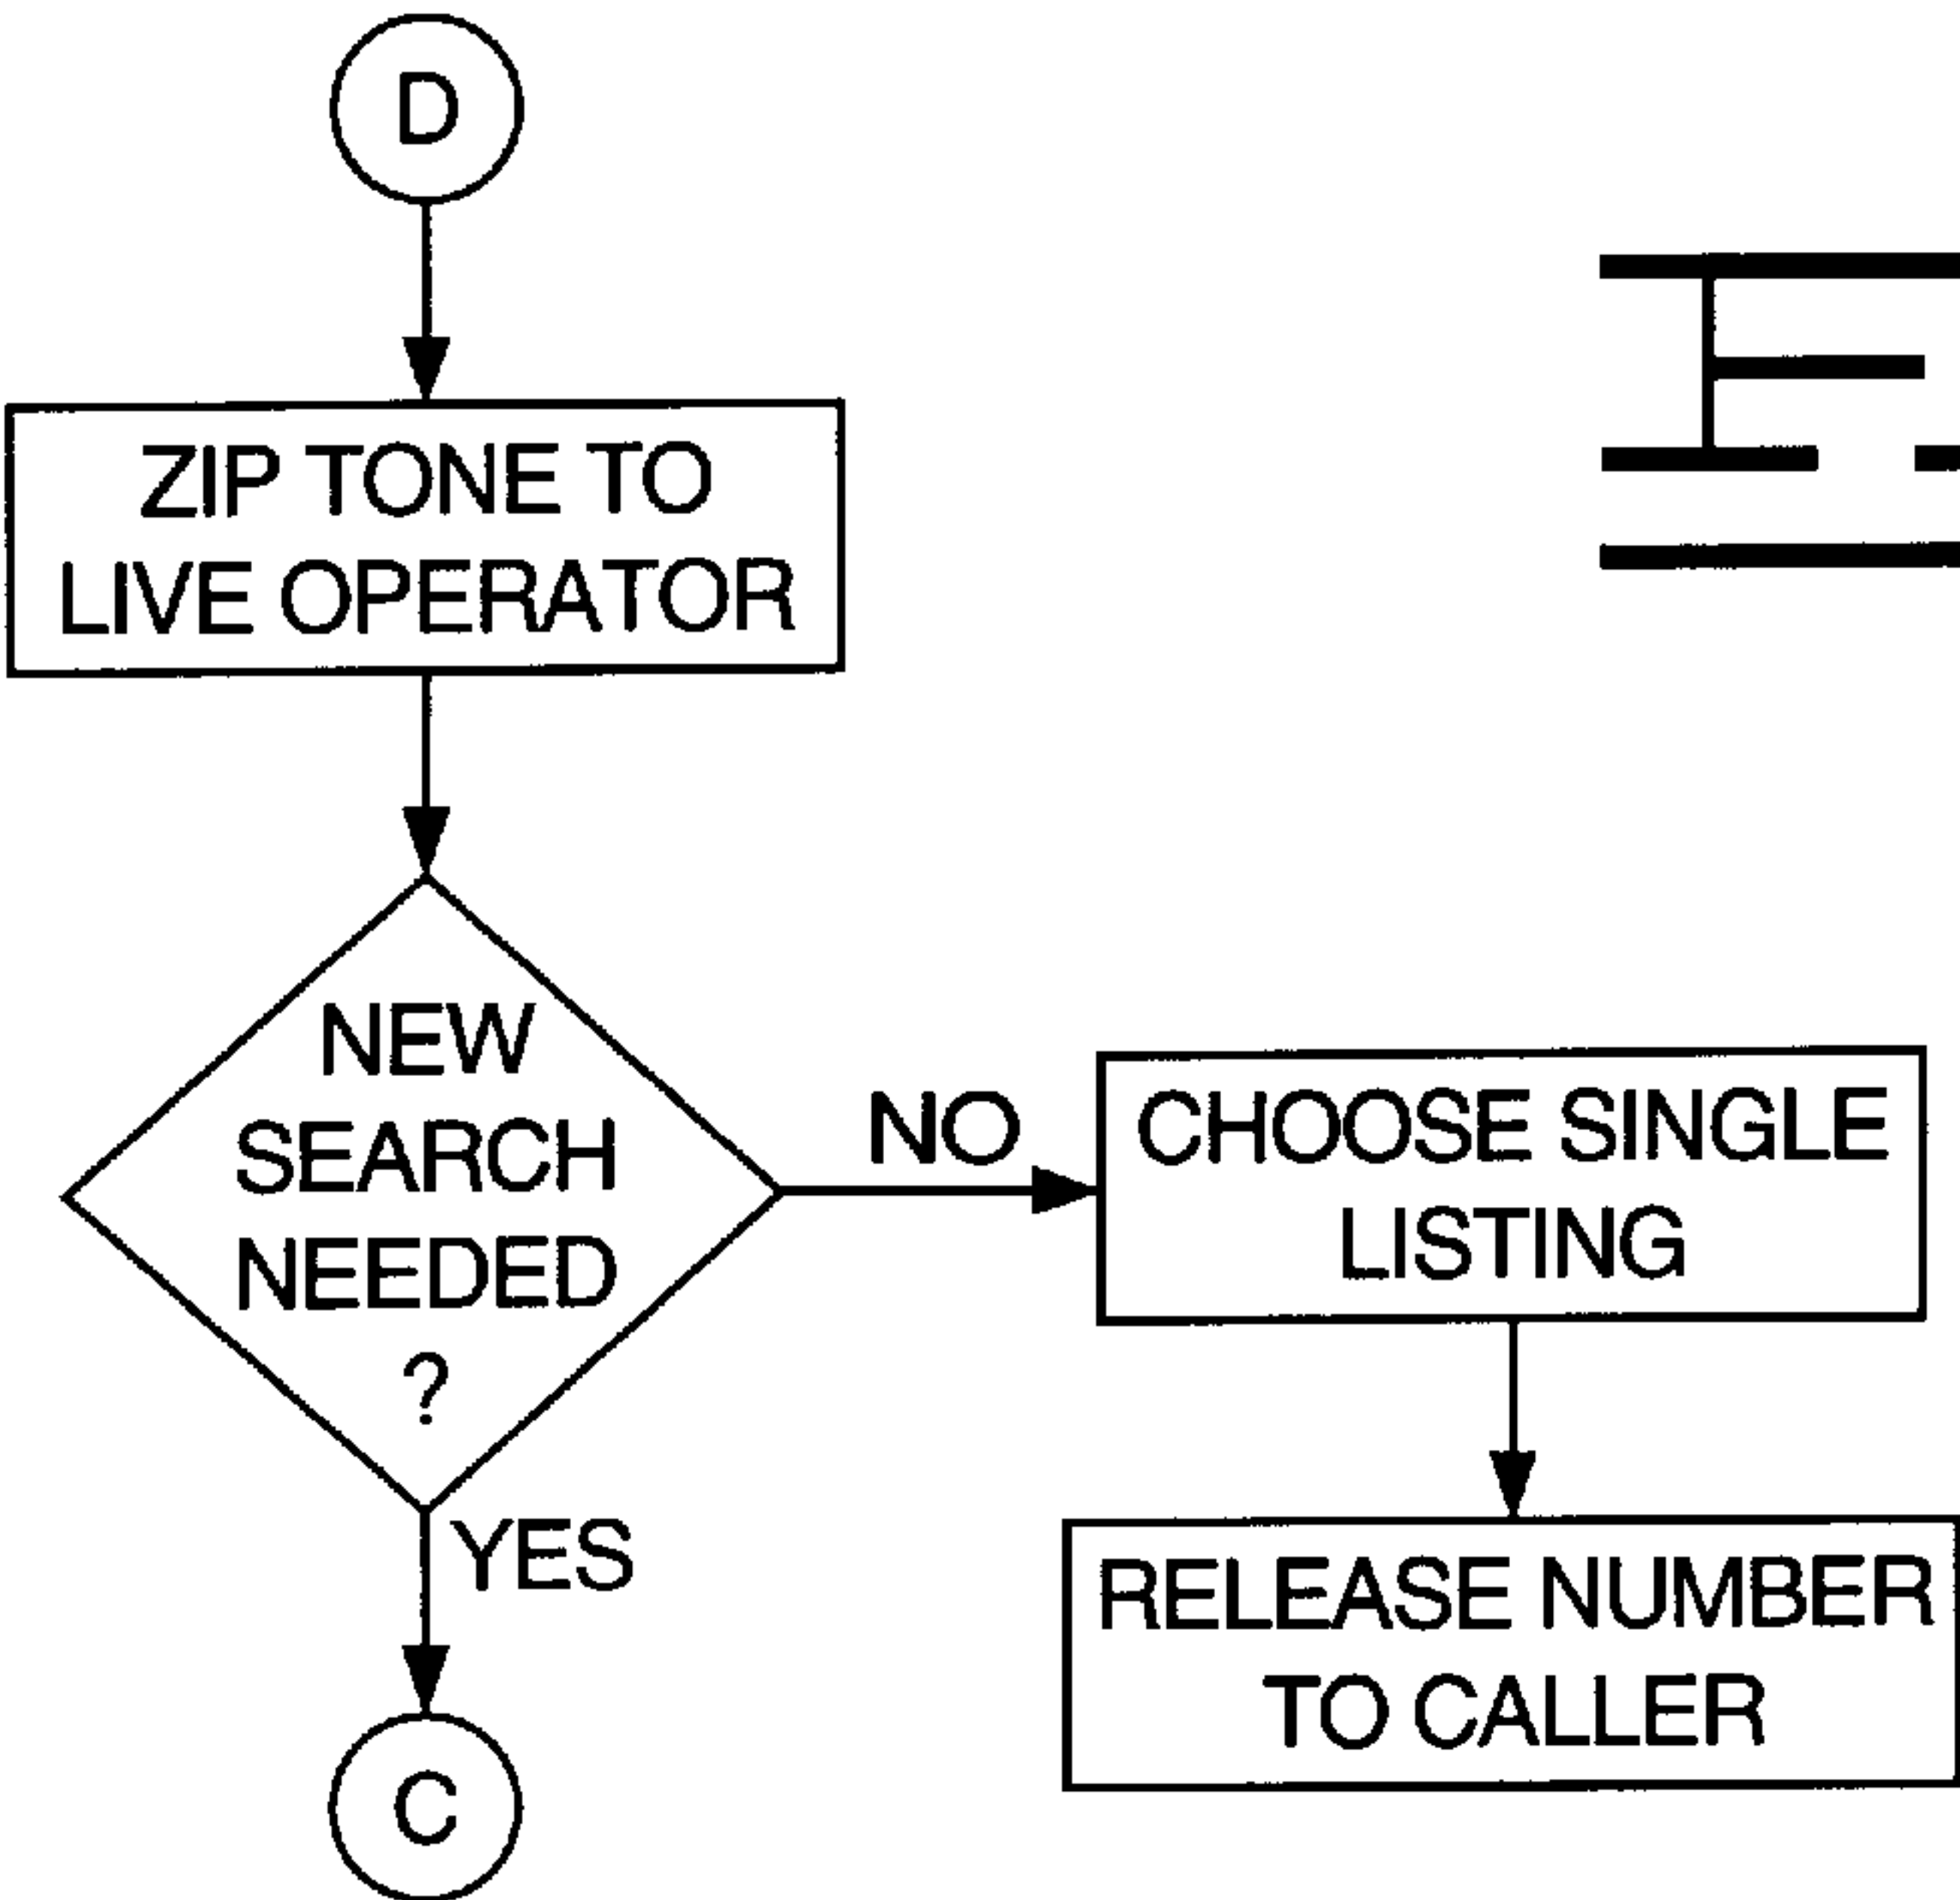 D
ZIP TONE TO
LIVE OPERATOR
NEW
SEARCH
NEEDED
?
NO
CHOOSE SINGLE
LISTING
YES
RELEASE NUMBER
TO CALLER
C